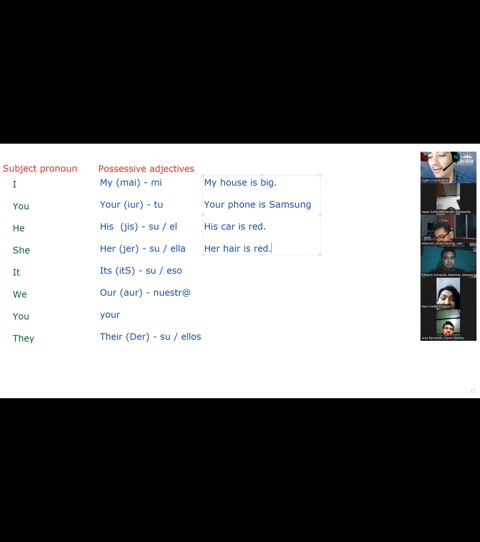 Subject pronoun Possessive adjectives
I My (mai) - mi My house is big.
You Your (iur) - tu Your phone is Samsung
He His (jis) - su / el His car is red.
She Her (jer) - su / ella Her hair is red.
It Its (itS) - su / eso
We Our (aur) - nuestr@
You your
They Their (Der) - su / ellos